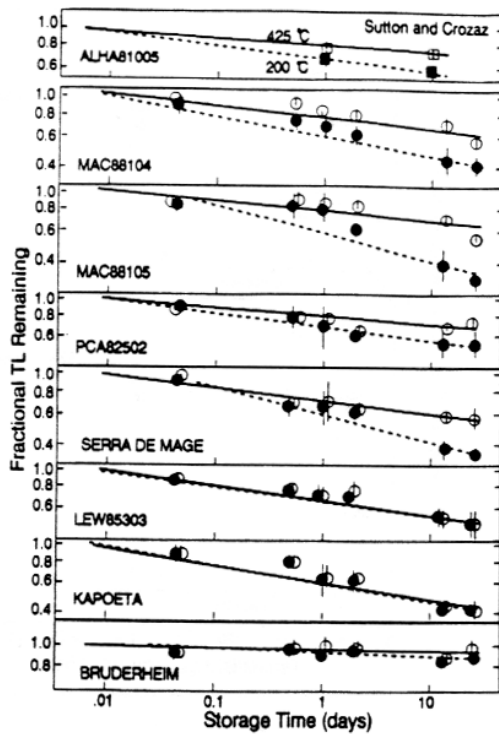 Fractional TL Remaining
1.0
0.8
0.6
Sutton and Crozaz
425 °C
200 °C
ALHA81005
1.0
0.8
0.6
0.4
MAC88104
1.0
0.8
0.6
0.4
MAC88105
1.0
0.8
0.6
PCA82502
1.0
0.8
0.6
0.4
SERRA DE MAGE
1.0
0.8
0.6
LEW85303
1.0
0.8
0.6
0.4
KAPOETA
1.0
0.8
BRUDERHEIM
.01 0.1 1.0 10
Storage Time (days)